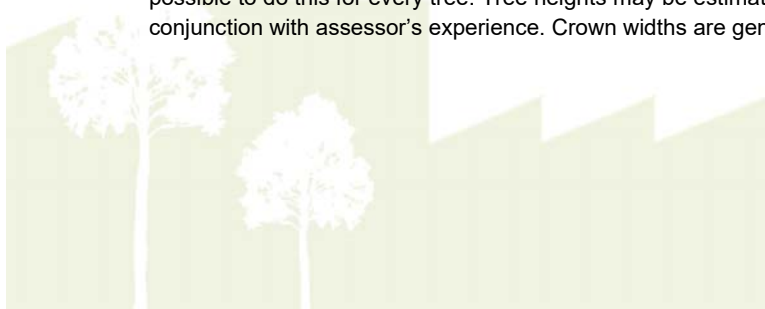 possible to do this for every tree. Tree heights may be estimat
conjunction with assessor’s experience. Crown widths are gen